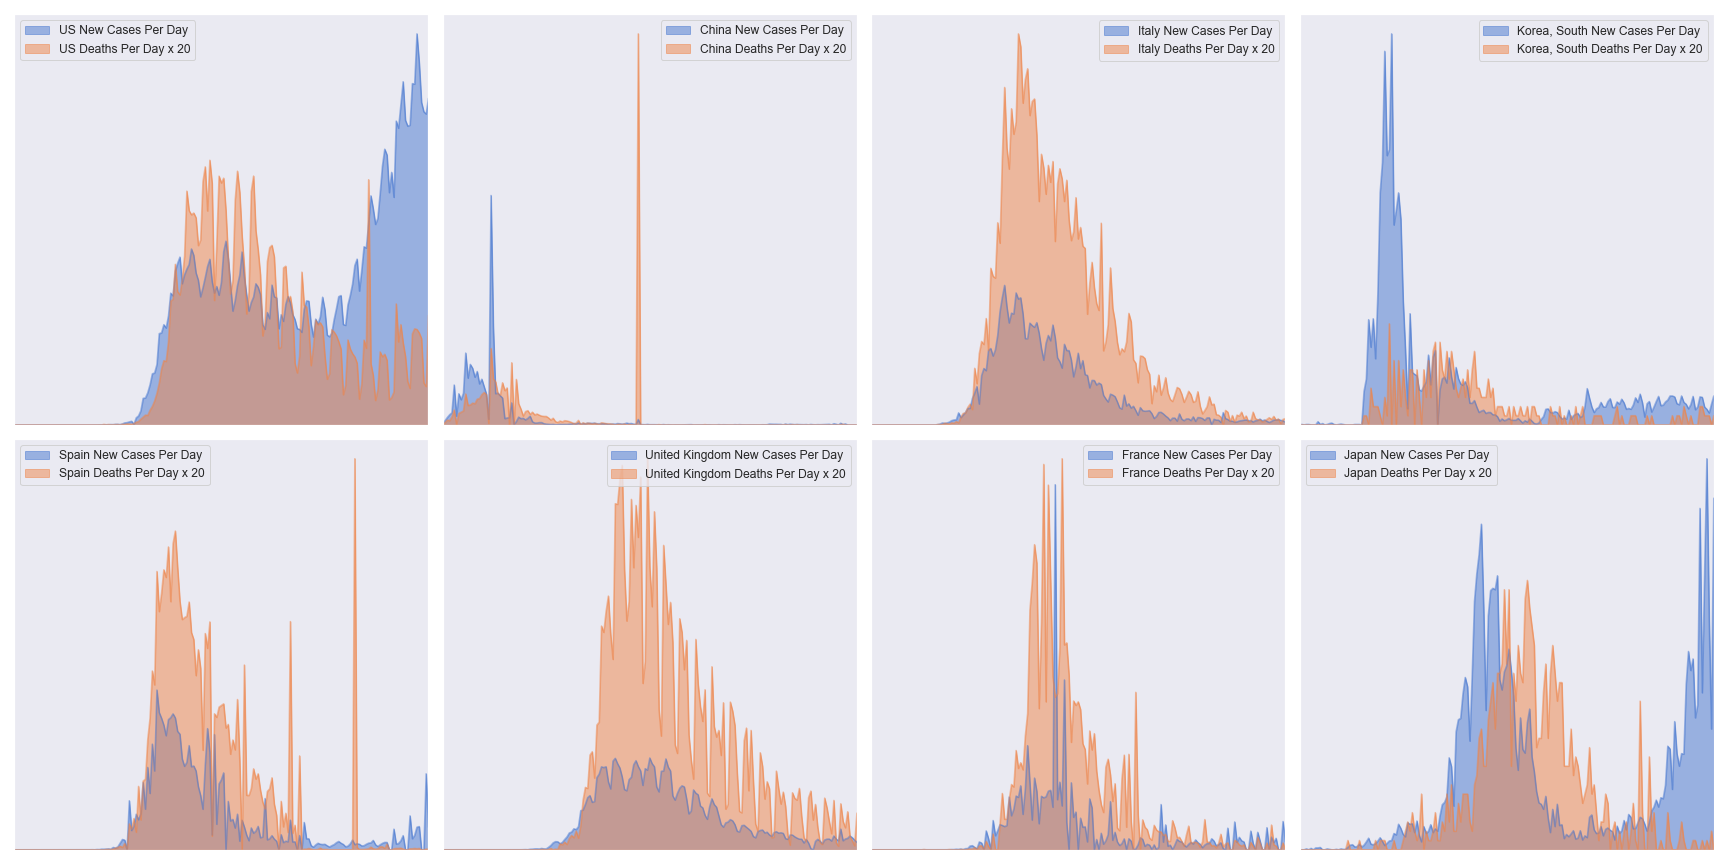 US New Cases Per Day
US Deaths Per Day x 20
China New Cases Per Day
China Deaths Per Day x 20
Italy New Cases Per Day
Italy Deaths Per Day x 20
Korea, South New Cases Per Day
Korea, South Deaths Per Day x 20
Spain New Cases Per Day
Spain Deaths Per Day x 20
United Kingdom New Cases Per Day
United Kingdom Deaths Per Day x 20
France New Cases Per Day
France Deaths Per Day x 20
Japan New Cases Per Day
Japan Deaths Per Day x 20